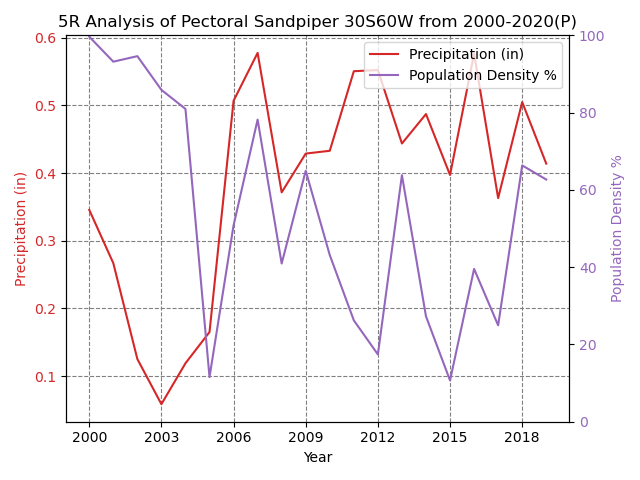 5R Analysis of Pectoral Sandpiper 30S60W from 2000-2020(P)
Precipitation (in)
Population Density %
0.6
0.5
0.4
0.3
0.2
0.1
Precipitation (in)
100
80
60
40
20
0
Population Density %
2000 2003 2006 2009 2012 2015 2018
Year